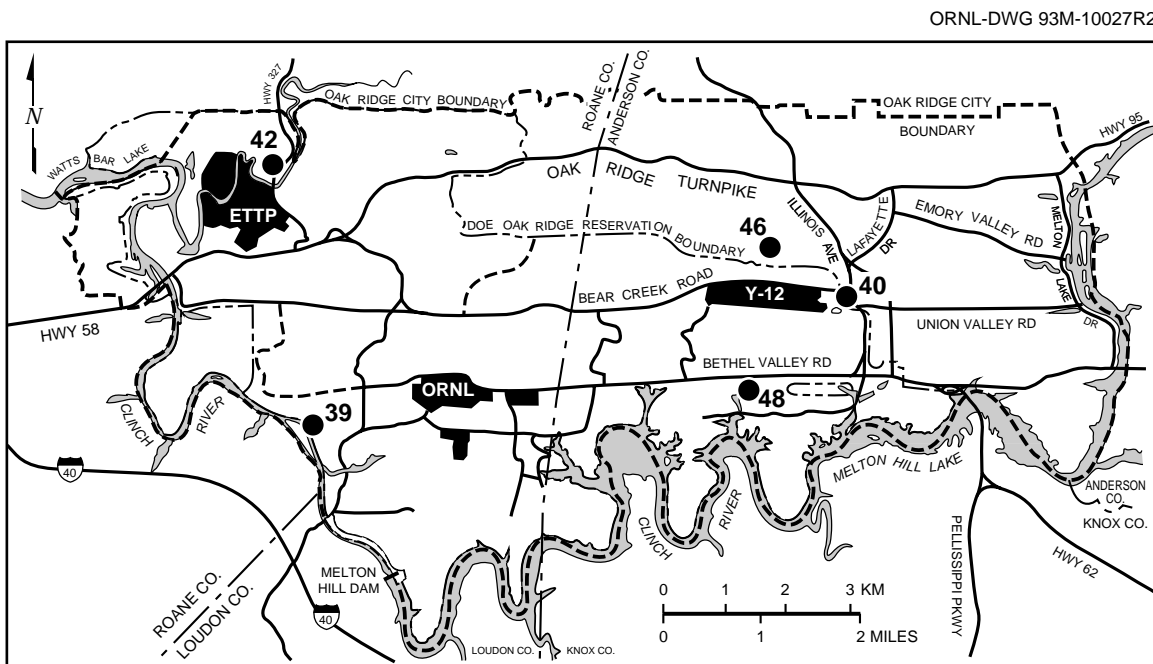 ORNL-DWG 93M-10027R2
N
HWY 327
OAK RIDGE CITY BOUNDARY
ROANE CO.
ANDERSON CO.
OAK RIDGE CITY
BOUNDARY
HWY 95
WATTS
BAR LAKE
42
ETTP
OAK RIDGE TURNPIKE
ILLINOIS AVE
LAFAYETTE
DR
EMORY VALLEY RD
MELTON
LAKE
DR
DOE OAK RIDGE RESERVATION BOUNDARY
46
BEAR CREEK ROAD
Y-12
40
HWY 58
UNION VALLEY RD
BETHEL VALLEY RD
ORNL
48
39
CLINCH
RIVER
40
MELTON HILL LAKE
CLINCH
RIVER
ANDERSON
CO.
KNOX CO.
PELLISSIPPI PKWY
HWY 62
MELTON
HILL DAM
ROANE CO.
LOUDON CO.
40
LOUDON CO.
KNOX CO.
0 1 2 3 KM
0 1 2 MILES